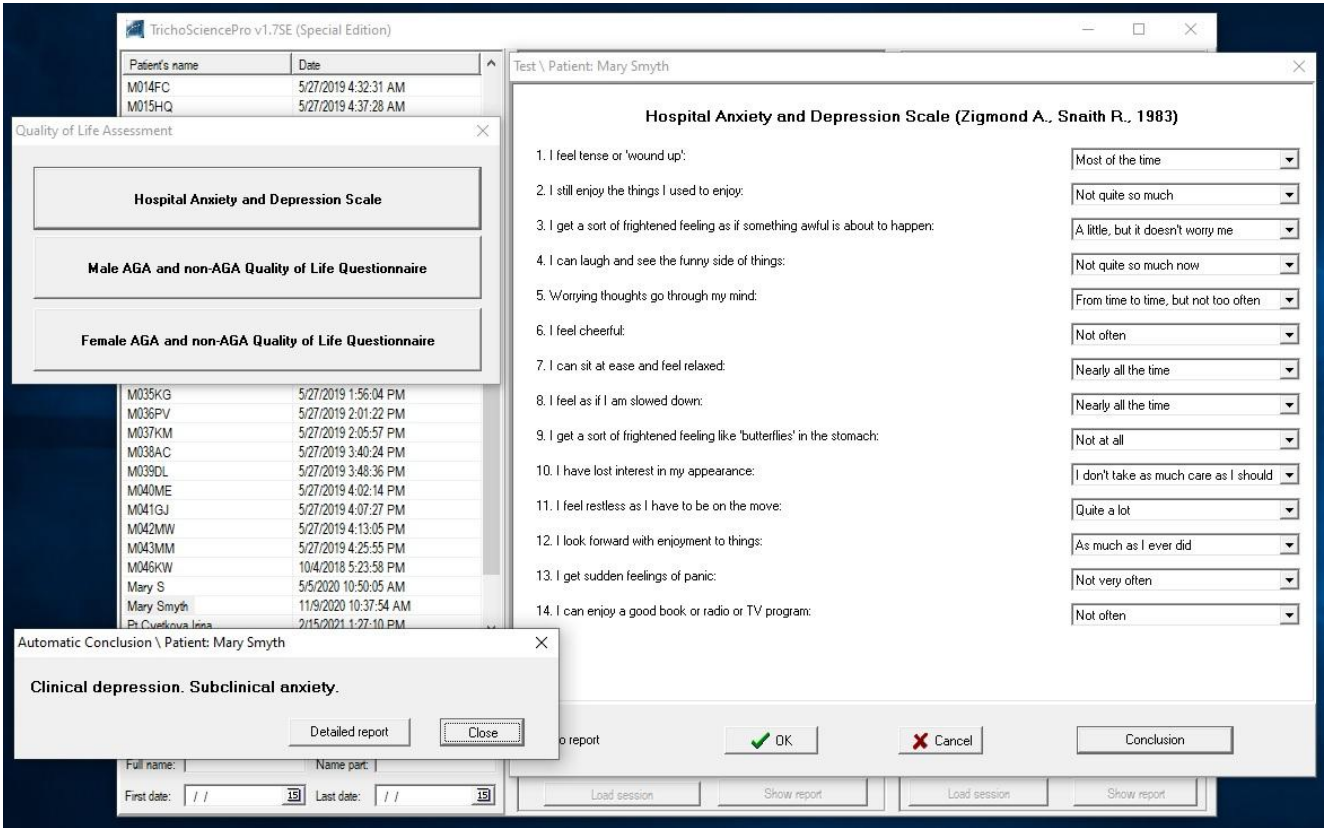 TrichoSciencePro v1.7SE (Special Edition)
Patient's name Date
M014FC 5/27/2019 4:32:31 AM
M015HQ 5/27/2019 4:37:28 AM
Quality of Life Assessment
Hospital Anxiety and Depression Scale
Male AGA and non-AGA Quality of Life Questionnaire
Female AGA and non-AGA Quality of Life Questionnaire
M035KG 5/27/2019 1:56:04 PM
M036PV 5/27/2019 2:01:22 PM
M037KM 5/27/2019 2:05:57 PM
M038AC 5/27/2019 3:40:24 PM
M039DL 5/27/2019 3:48:36 PM
M040ME 5/27/2019 4:02:14 PM
M041GJ 5/27/2019 4:07:27 PM
M042MW 5/27/2019 4:13:05 PM
M043MM 5/27/2019 4:25:55 PM
M046KW 10/4/2018 5:23:58 PM
Mary S 5/5/2020 10:50:05 AM
Mary Smyth 11/9/2020 10:37:54 AM
Pt Cvetkova Irina 2/15/2021 1:27:10 PM
Automatic Conclusion \ Patient: Mary Smyth
Clinical depression. Subclinical anxiety.
Detailed report Close
Full name: Name part:
First date: / / 15 Last date: / / 15
Test \ Patient: Mary Smyth
Hospital Anxiety and Depression Scale (Zigmond A., Snaith R., 1983)
1. I feel tense or 'wound up': Most of the time
2. I still enjoy the things I used to enjoy: Not quite so much
3. I get a sort of frightened feeling as if something awful is about to happen: A little, but it doesn't worry me
4. I can laugh and see the funny side of things: Not quite so much now
5. Worrying thoughts go through my mind: From time to time, but not too often
6. I feel cheerful: Not often
7. I can sit at ease and feel relaxed: Nearly all the time
8. I feel as if I am slowed down: Nearly all the time
9. I get a sort of frightened feeling like 'butterflies' in the stomach: Not at all
10. I have lost interest in my appearance: I don't take as much care as I should
11. I feel restless as I have to be on the move: Quite a lot
12. I look forward with enjoyment to things: As much as I ever did
13. I get sudden feelings of panic: Not very often
14. I can enjoy a good book or radio or TV program: Not often
o report OK Cancel Conclusion
Load session Show report Load session Show report